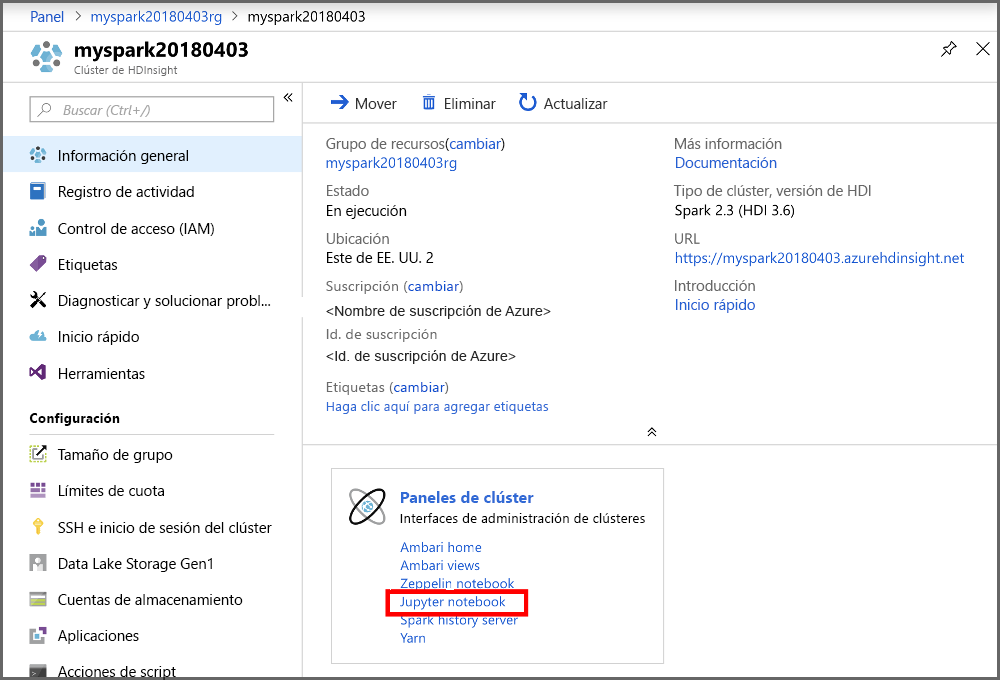 Panel > myspark20180403rg > myspark20180403
myspark20180403
Clúster de HDInsight
Buscar (Ctrl+/)
Información general
Registro de actividad
Control de acceso (IAM)
Etiquetas
Diagnosticar y solucionar probl...
Inicio rápido
Herramientas
Configuración
Tamaño de grupo
Límites de cuota
SSH e inicio de sesión del clúster
Data Lake Storage Gen1
Cuentas de almacenamiento
Aplicaciones
Acciones de script
Mover Eliminar Actualizar
Grupo de recursos(cambiar)
myspark20180403rg
Estado
En ejecución
Ubicación
Este de EE. UU. 2
Suscripción (cambiar)
<Nombre de suscripción de Azure>
Id. de suscripción
<Id. de suscripción de Azure>
Etiquetas (cambiar)
Haga clic aquí para agregar etiquetas
Más información
Documentación
Tipo de clúster, versión de HDI
Spark 2.3 (HDI 3.6)
URL
https://myspark20180403.azurehdinsight.net
Introducción
Inicio rápido
Paneles de clúster
Interfaces de administración de clústeres
Ambari home
Ambari views
Zeppelin notebook
Jupyter notebook
Spark history server
Yarn